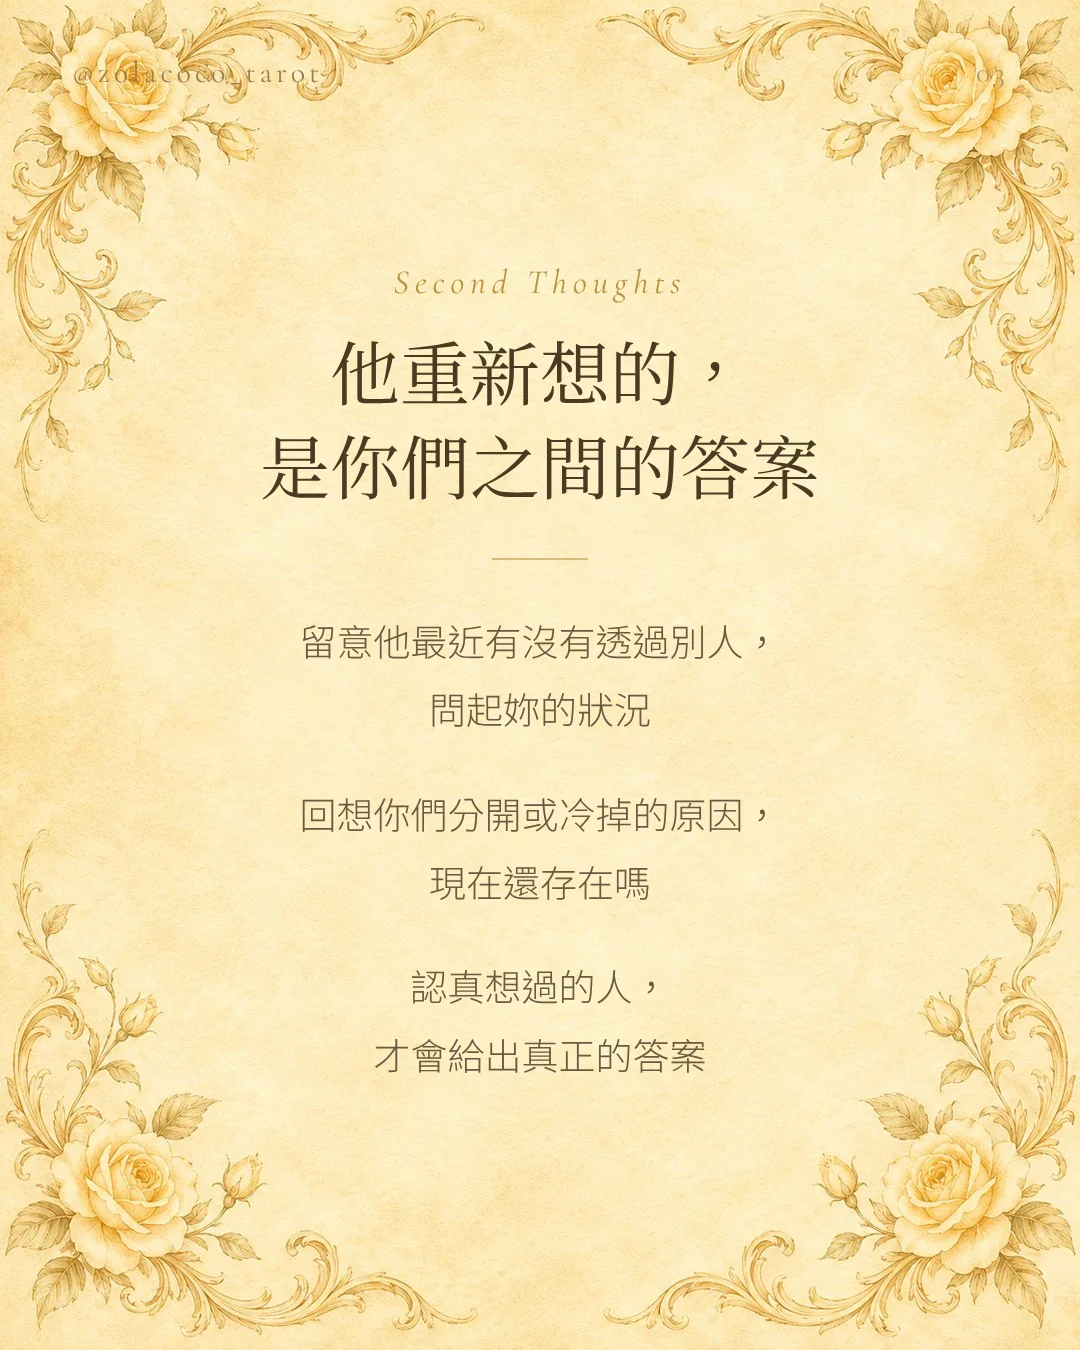 @zolacoco_tarot
03
Second Thoughts
他重新想的，
是你們之間的答案
留意他最近有沒有透過別人，
問起妳的狀況
回想你們分開或冷掉的原因，
現在還存在嗎
認真想過的人，
才會給出真正的答案